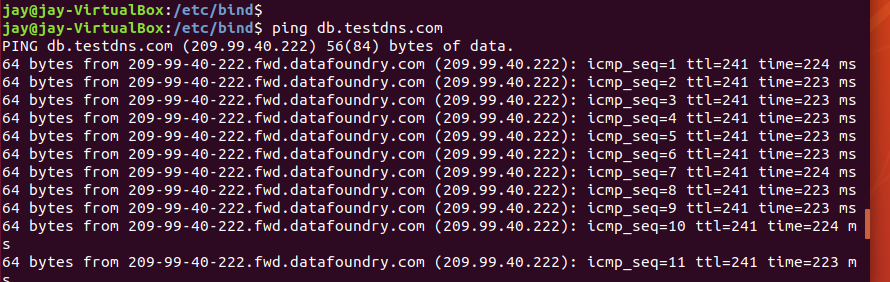 jay@jay-VirtualBox:/etc/bind$
jay@jay-VirtualBox:/etc/bind$ ping db.testdns.com
PING db.testdns.com (209.99.40.222) 56(84) bytes of data.
64 bytes from 209-99-40-222.fwd.datafoundry.com (209.99.40.222): icmp_seq=1 ttl=241 time=224 ms
64 bytes from 209-99-40-222.fwd.datafoundry.com (209.99.40.222): icmp_seq=2 ttl=241 time=223 ms
64 bytes from 209-99-40-222.fwd.datafoundry.com (209.99.40.222): icmp_seq=3 ttl=241 time=223 ms
64 bytes from 209-99-40-222.fwd.datafoundry.com (209.99.40.222): icmp_seq=4 ttl=241 time=223 ms
64 bytes from 209-99-40-222.fwd.datafoundry.com (209.99.40.222): icmp_seq=5 ttl=241 time=223 ms
64 bytes from 209-99-40-222.fwd.datafoundry.com (209.99.40.222): icmp_seq=6 ttl=241 time=223 ms
64 bytes from 209-99-40-222.fwd.datafoundry.com (209.99.40.222): icmp_seq=7 ttl=241 time=224 ms
64 bytes from 209-99-40-222.fwd.datafoundry.com (209.99.40.222): icmp_seq=8 ttl=241 time=223 ms
64 bytes from 209-99-40-222.fwd.datafoundry.com (209.99.40.222): icmp_seq=9 ttl=241 time=223 ms
64 bytes from 209-99-40-222.fwd.datafoundry.com (209.99.40.222): icmp_seq=10 ttl=241 time=224 m
s
64 bytes from 209-99-40-222.fwd.datafoundry.com (209.99.40.222): icmp_seq=11 ttl=241 time=223 m
s